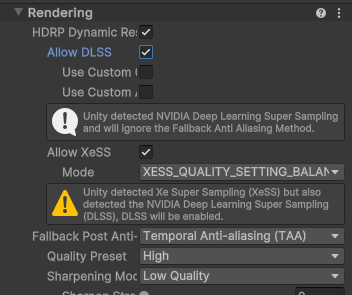 Rendering
HDRP Dynamic Res
Allow DLSS
Use Custom
Use Custom
Unity detected NVIDIA Deep Learning Super Sampling
and will ignore the Fallback Anti Aliasing Method.
Allow XeSS
Mode XESS_QUALITY_SETTING_BALAN
Unity detected Xe Super Sampling (XeSS) but also
detected the NVIDIA Deep Learning Super Sampling
(DLSS), DLSS will be enabled.
Fallback Post Anti- Temporal Anti-aliasing (TAA)
Quality Preset High
Sharpening Mod Low Quality